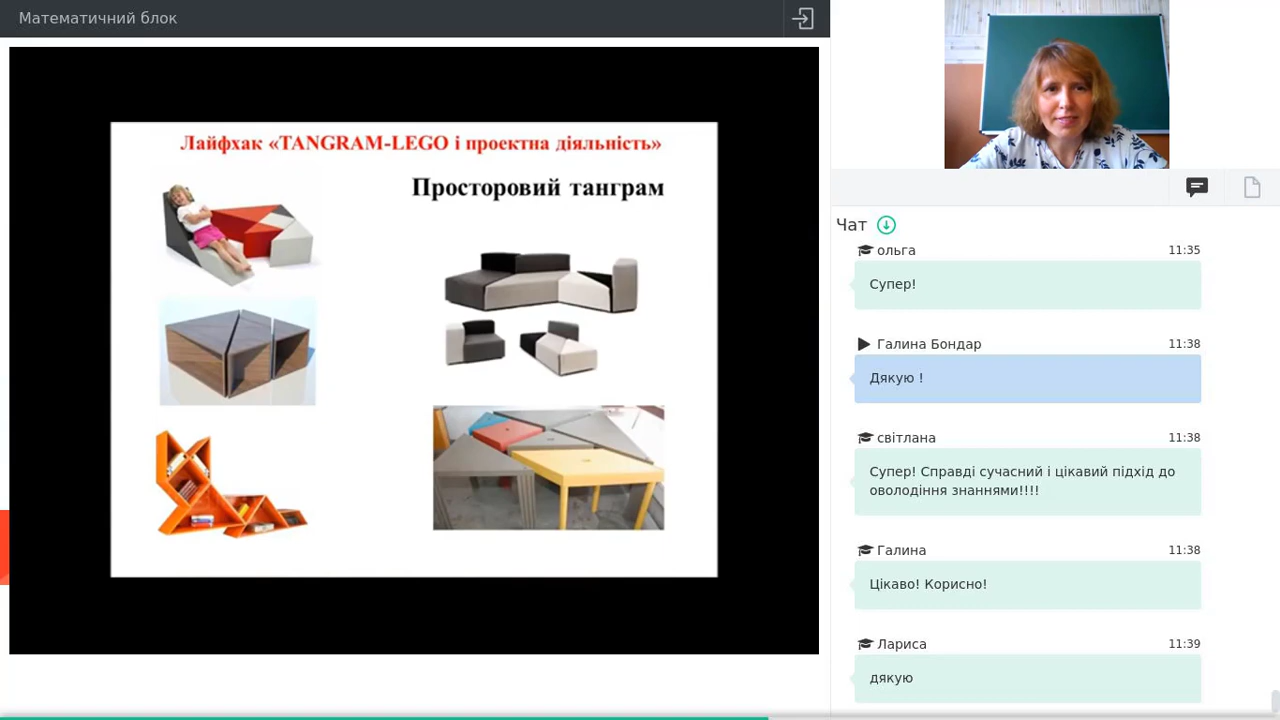 Математичний блок
Лайфхак «TANGRAM-LEGO і проектна діяльність»
Просторовий танграм
Чат
ольга 11:35
Супер!
Галина Бондар 11:38
Дякую !
світлана 11:38
Супер! Справді сучасний і цікавий підхід до
оволодіння знаннями!!!!
Галина 11:38
Цікаво! Корисно!
Лариса 11:39
дякую